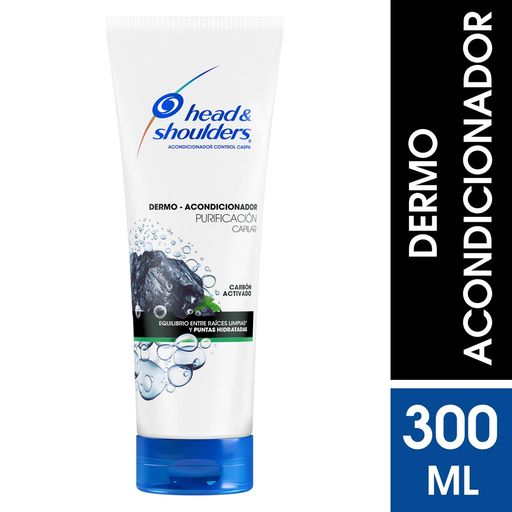 head &
shoulders®
ACONDICIONADOR CONTROL CASPA
DERMO - ACONDICIONADOR
PURIFICACIÓN
CAPILAR
CARBÓN
ACTIVADO
EQUILIBRIO ENTRE RAÍCES LIMPIAS*
Y PUNTAS HIDRATADAS
DERMO
ACONDICIONADOR
300
ML